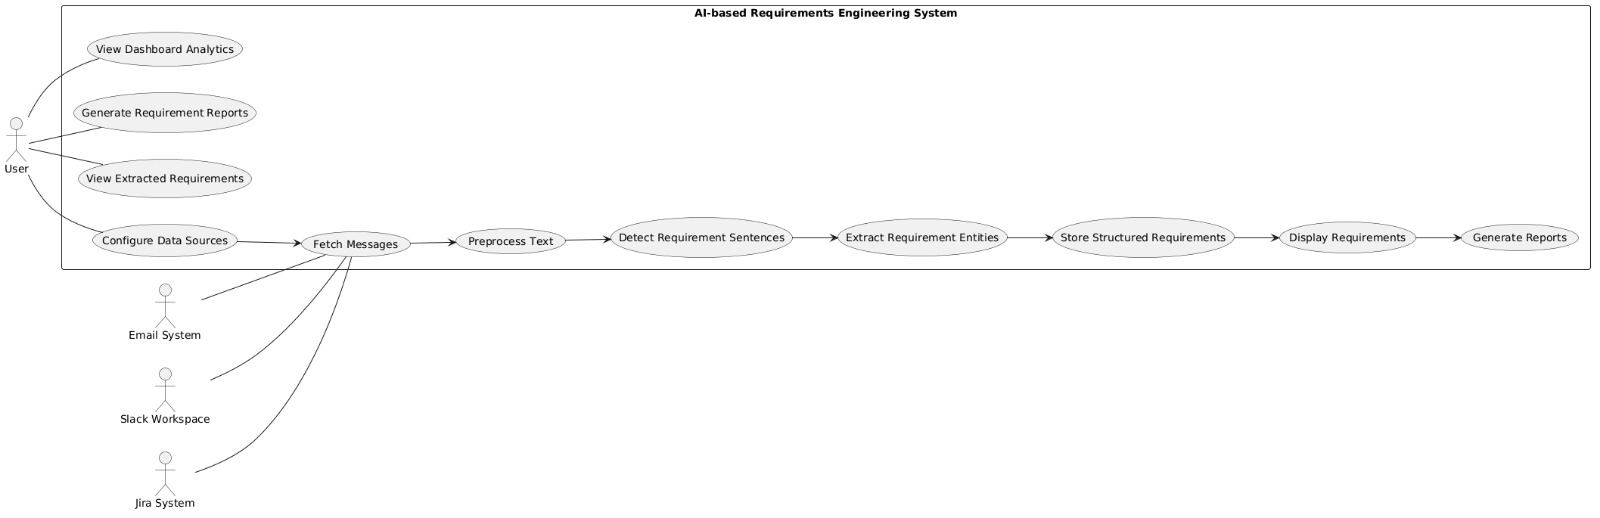 AI-based Requirements Engineering System
View Dashboard Analytics
Generate Requirement Reports
User
View Extracted Requirements
Configure Data Sources
Fetch Messages
Preprocess Text
Detect Requirement Sentences
Extract Requirement Entities
Store Structured Requirements
Display Requirements
Generate Reports
Email System
Slack Workspace
Jira System